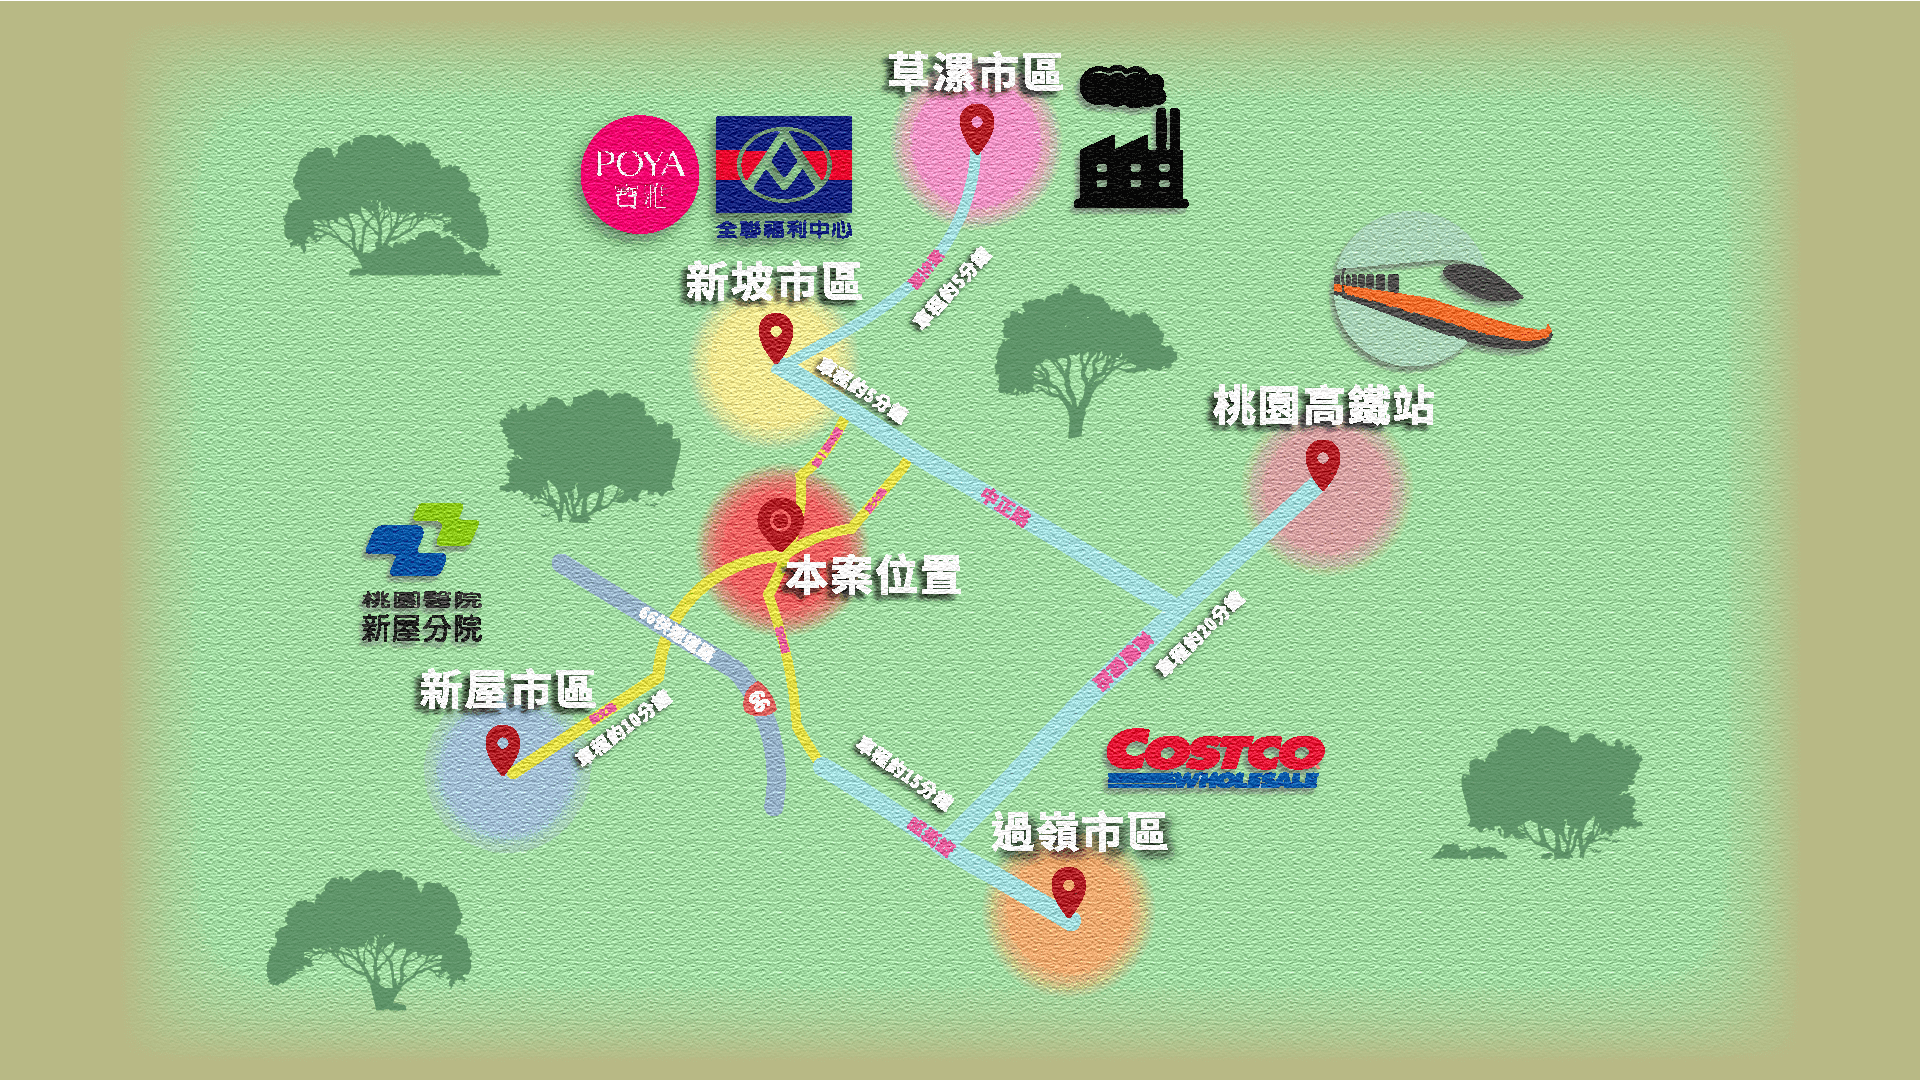 草漯市區
POYA
寶雅
全聯福利中心
新坡市區
車程約5分鐘
車程約5分鐘
桃園高鐵站
中正路
本案位置
桃園醫院
新屋分院
66快速道路
車程約20分鐘
新屋市區
66
車程約10分鐘
車程約15分鐘
COSTCO
WHOLESALE
過嶺市區